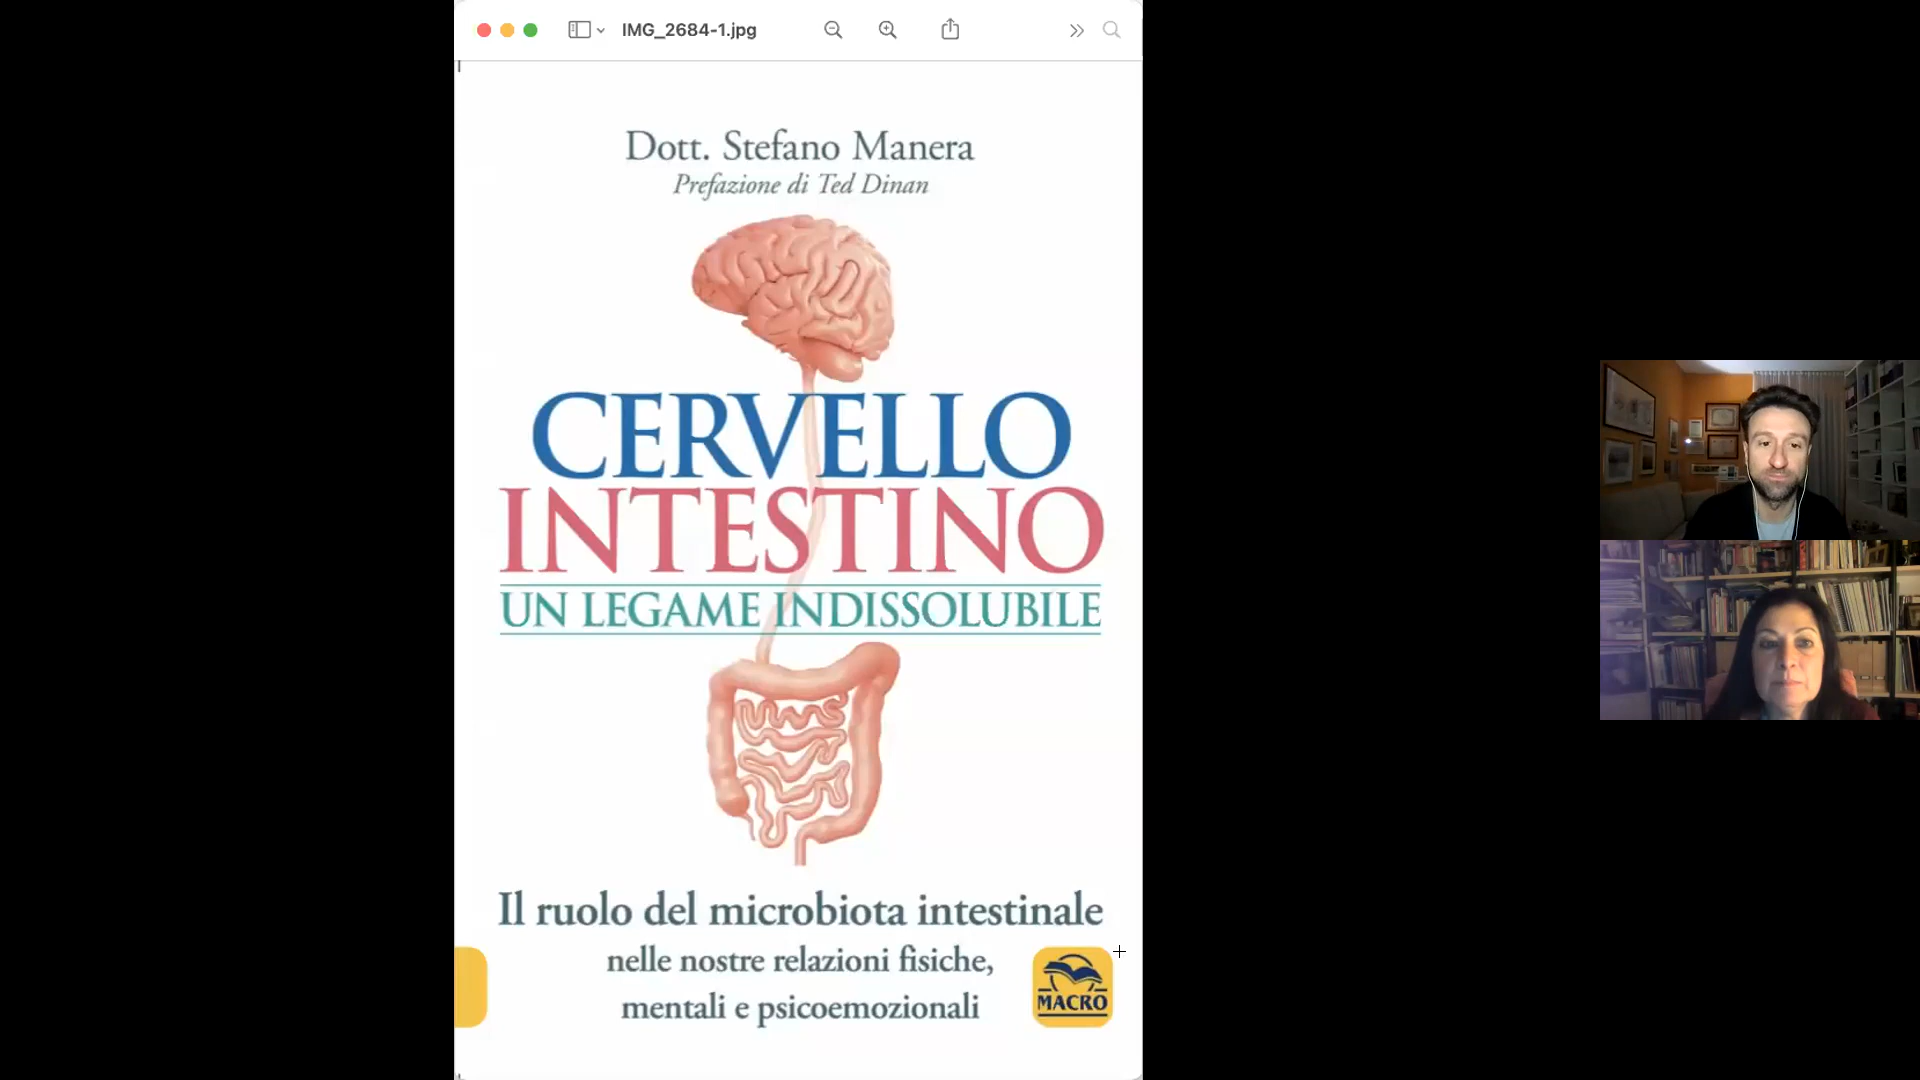 IMG_2684-1.jpg
Dott. Stefano Manera
Prefazione di Ted Dinan
CERVELLO
INTESTINO
UN LEGAME INDISSOLUBILE
Il ruolo del microbiota intestinale
nelle nostre relazioni fisiche,
mentali e psicoemozionali
MACRO